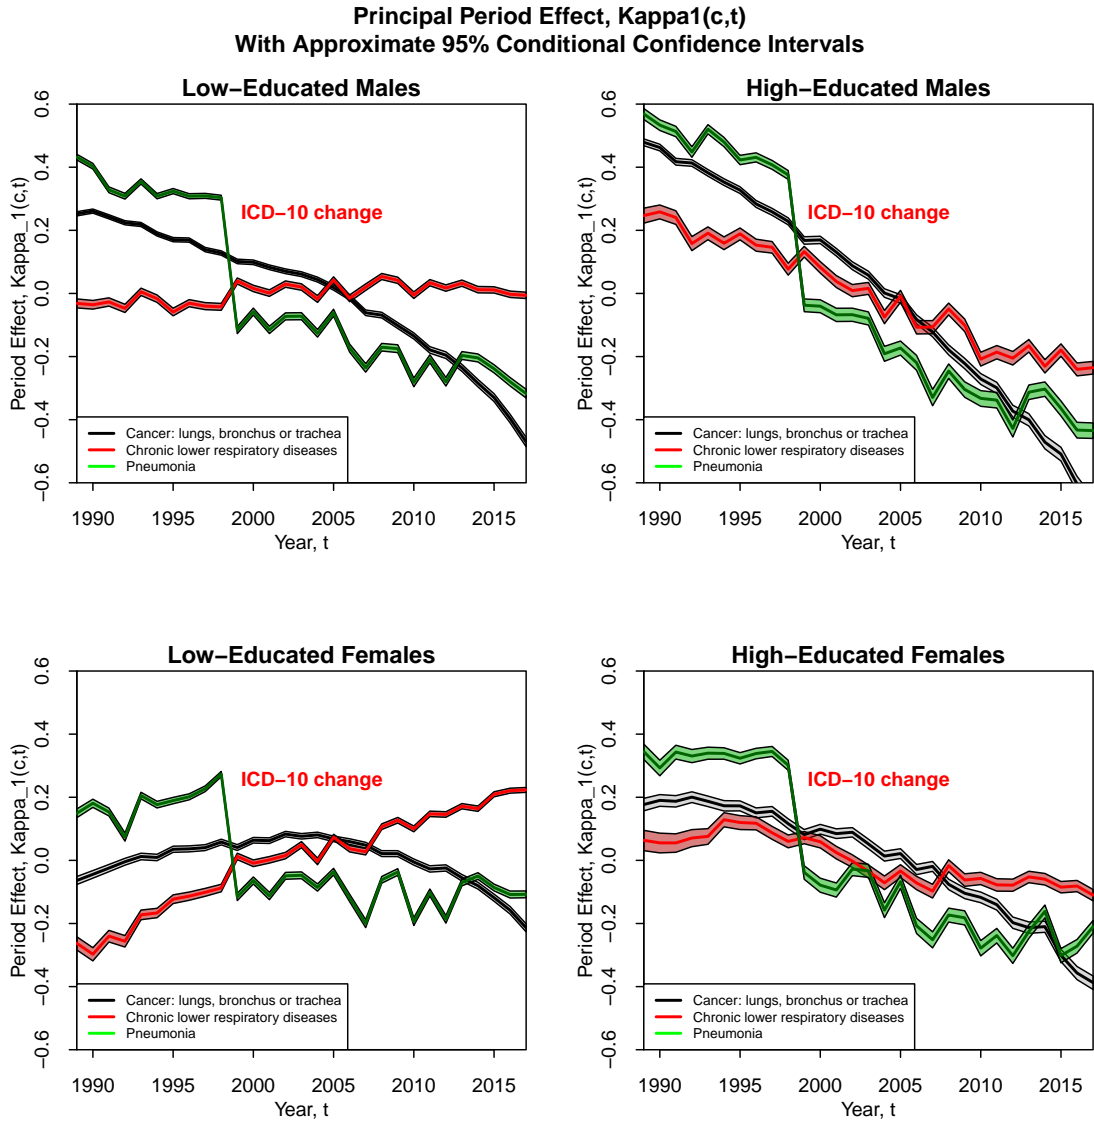 Principal Period Effect, Kappa1(c,t)
With Approximate 95% Conditional Confidence Intervals
Low−Educated Males
Period Effect, Kappa_1(c,t)
0.6
0.4
0.2
0.0
−0.2
−0.4
−0.6
ICD−10 change
Cancer: lungs, bronchus or trachea
Chronic lower respiratory diseases
Pneumonia
1990 1995 2000 2005 2010 2015
Year, t
High−Educated Males
Period Effect, Kappa_1(c,t)
0.6
0.4
0.2
0.0
−0.2
−0.4
−0.6
ICD−10 change
Cancer: lungs, bronchus or trachea
Chronic lower respiratory diseases
Pneumonia
1990 1995 2000 2005 2010 2015
Year, t
Low−Educated Females
Period Effect, Kappa_1(c,t)
0.6
0.4
0.2
0.0
−0.2
−0.4
−0.6
ICD−10 change
Cancer: lungs, bronchus or trachea
Chronic lower respiratory diseases
Pneumonia
1990 1995 2000 2005 2010 2015
Year, t
High−Educated Females
Period Effect, Kappa_1(c,t)
0.6
0.4
0.2
0.0
−0.2
−0.4
−0.6
ICD−10 change
Cancer: lungs, bronchus or trachea
Chronic lower respiratory diseases
Pneumonia
1990 1995 2000 2005 2010 2015
Year, t